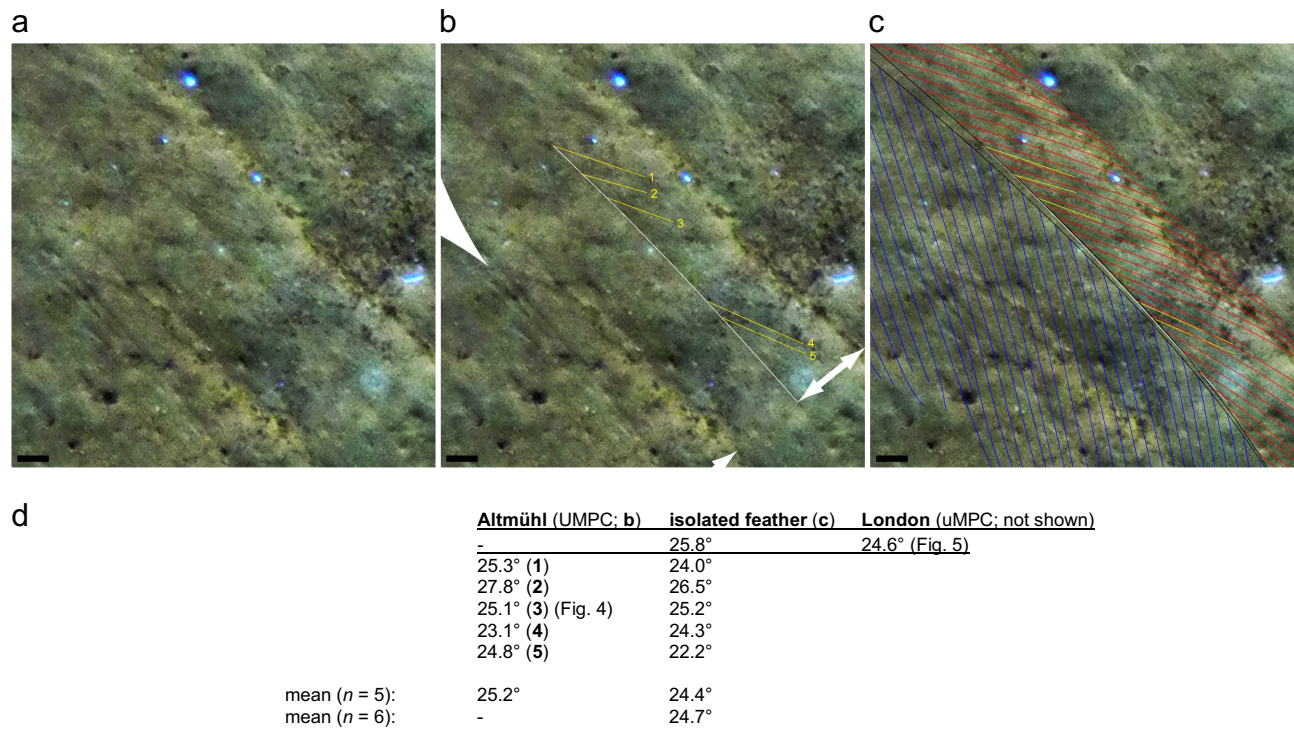 a
b
c
1
2
3
4
5
d
Altmühl (UMPC; b) isolated feather (c) London (uMPC; not shown)
- 25.8° 24.6° (Fig. 5)
25.3° (1) 24.0°
27.8° (2) 26.5°
25.1° (3) (Fig. 4) 25.2°
23.1° (4) 24.3°
24.8° (5) 22.2°
mean (n = 5): 25.2° 24.4°
mean (n = 6): - 24.7°